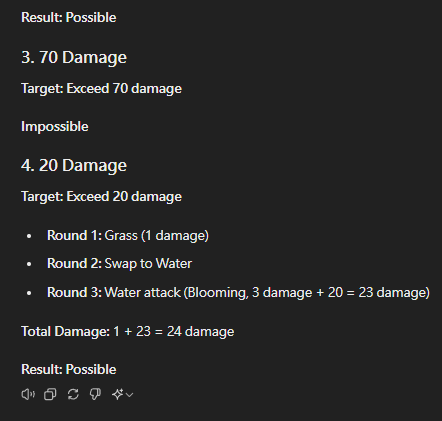 Result: Possible
3. 70 Damage
Target: Exceed 70 damage
Impossible
4. 20 Damage
Target: Exceed 20 damage
• Round 1: Grass (1 damage)
• Round 2: Swap to Water
• Round 3: Water attack (Blooming, 3 damage + 20 = 23 damage)
Total Damage: 1 + 23 = 24 damage
Result: Possible